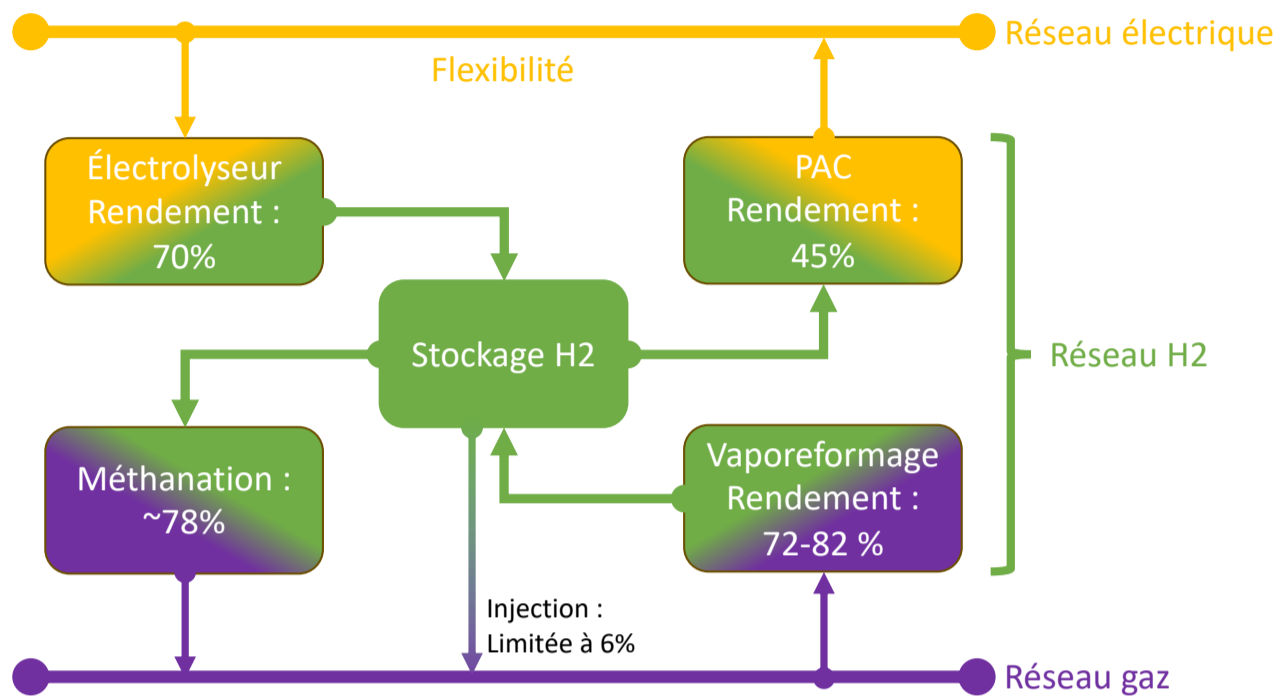 Réseau électrique
Flexibilité
Électrolyseur
Rendement :
70%
PAC
Rendement :
45%
Stockage H2
Réseau H2
Méthanation :
~78%
Vaporeformage
Rendement :
72-82 %
Injection :
Limitée à 6%
Réseau gaz